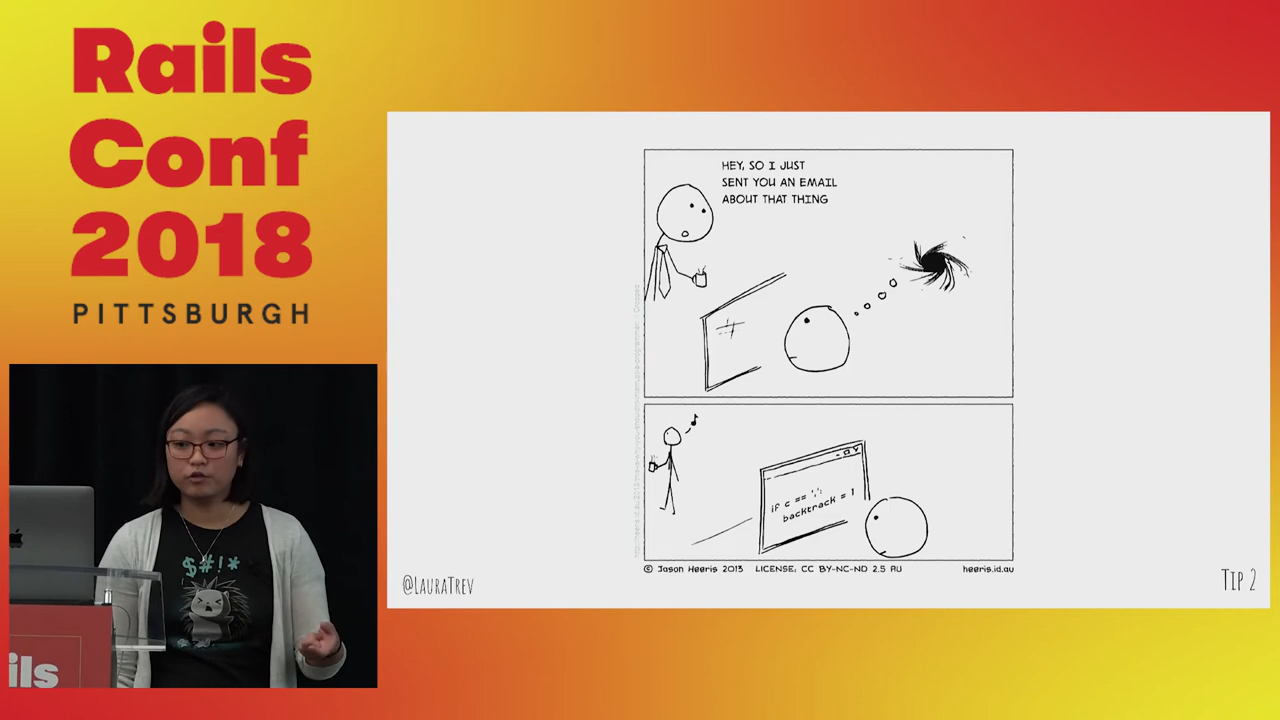 Rails
Conf
2018
PITTSBURGH
HEY, SO I JUST
SENT YOU AN EMAIL
ABOUT THAT THING
if c == ';':
backtrack = 1
© Jason Heeris 2013 LICENSE: CC BY-NC-ND 2.5 AU heeris.id.au
@LauraTrev
Tip 2
$#!*
ils